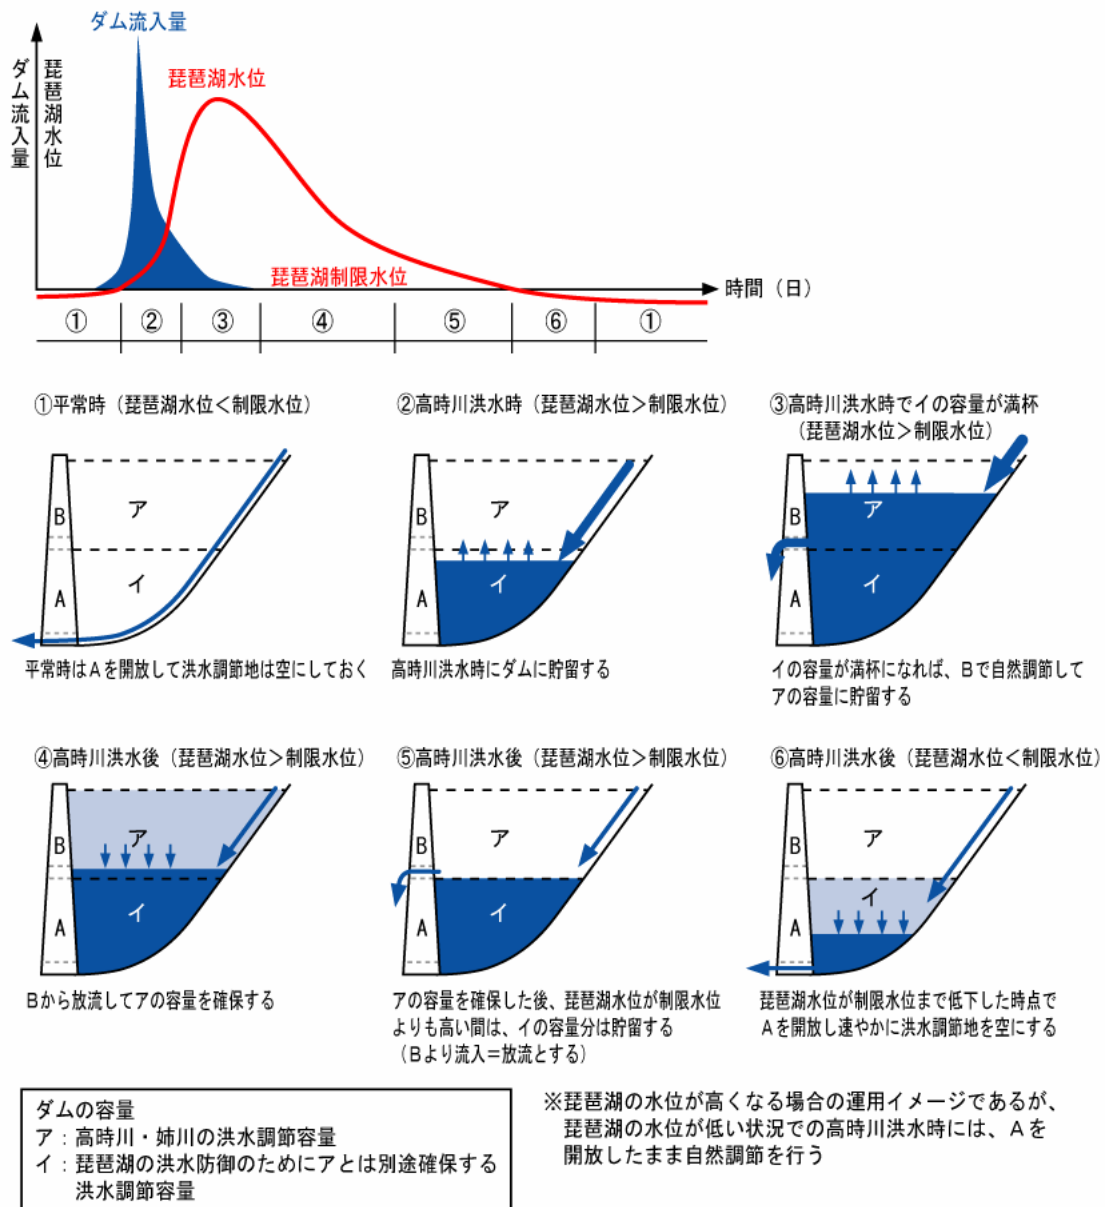 ダム流入量
ダム流入量
琵琶湖水位
琵琶湖水位
琵琶湖制限水位
時間（日）
① ② ③ ④ ⑤ ⑥ ①
①平常時（琵琶湖水位＜制限水位）
B
A
ア
イ
平常時はＡを開放して洪水調節地は空にしておく
②高時川洪水時（琵琶湖水位＞制限水位）
B
A
ア
イ
高時川洪水時にダムに貯留する
③高時川洪水時でイの容量が満杯
（琵琶湖水位＞制限水位）
B
A
ア
イ
イの容量が満杯になれば、Ｂで自然調節して
アの容量に貯留する
④高時川洪水後（琵琶湖水位＞制限水位）
B
A
ア
イ
Ｂから放流してアの容量を確保する
⑤高時川洪水後（琵琶湖水位＞制限水位）
B
A
ア
イ
アの容量を確保した後、琵琶湖水位が制限水位
よりも高い間は、イの容量分は貯留する
（Ｂより流入＝放流とする）
⑥高時川洪水後（琵琶湖水位＜制限水位）
B
A
ア
イ
琵琶湖水位が制限水位まで低下した時点で
Ａを開放し速やかに洪水調節地を空にする
ダムの容量
ア：高時川・姉川の洪水調節容量
イ：琵琶湖の洪水防御のためにアとは別途確保する
洪水調節容量
※琵琶湖の水位が高くなる場合の運用イメージであるが、
琵琶湖の水位が低い状況での高時川洪水時には、Ａを
開放したまま自然調節を行う